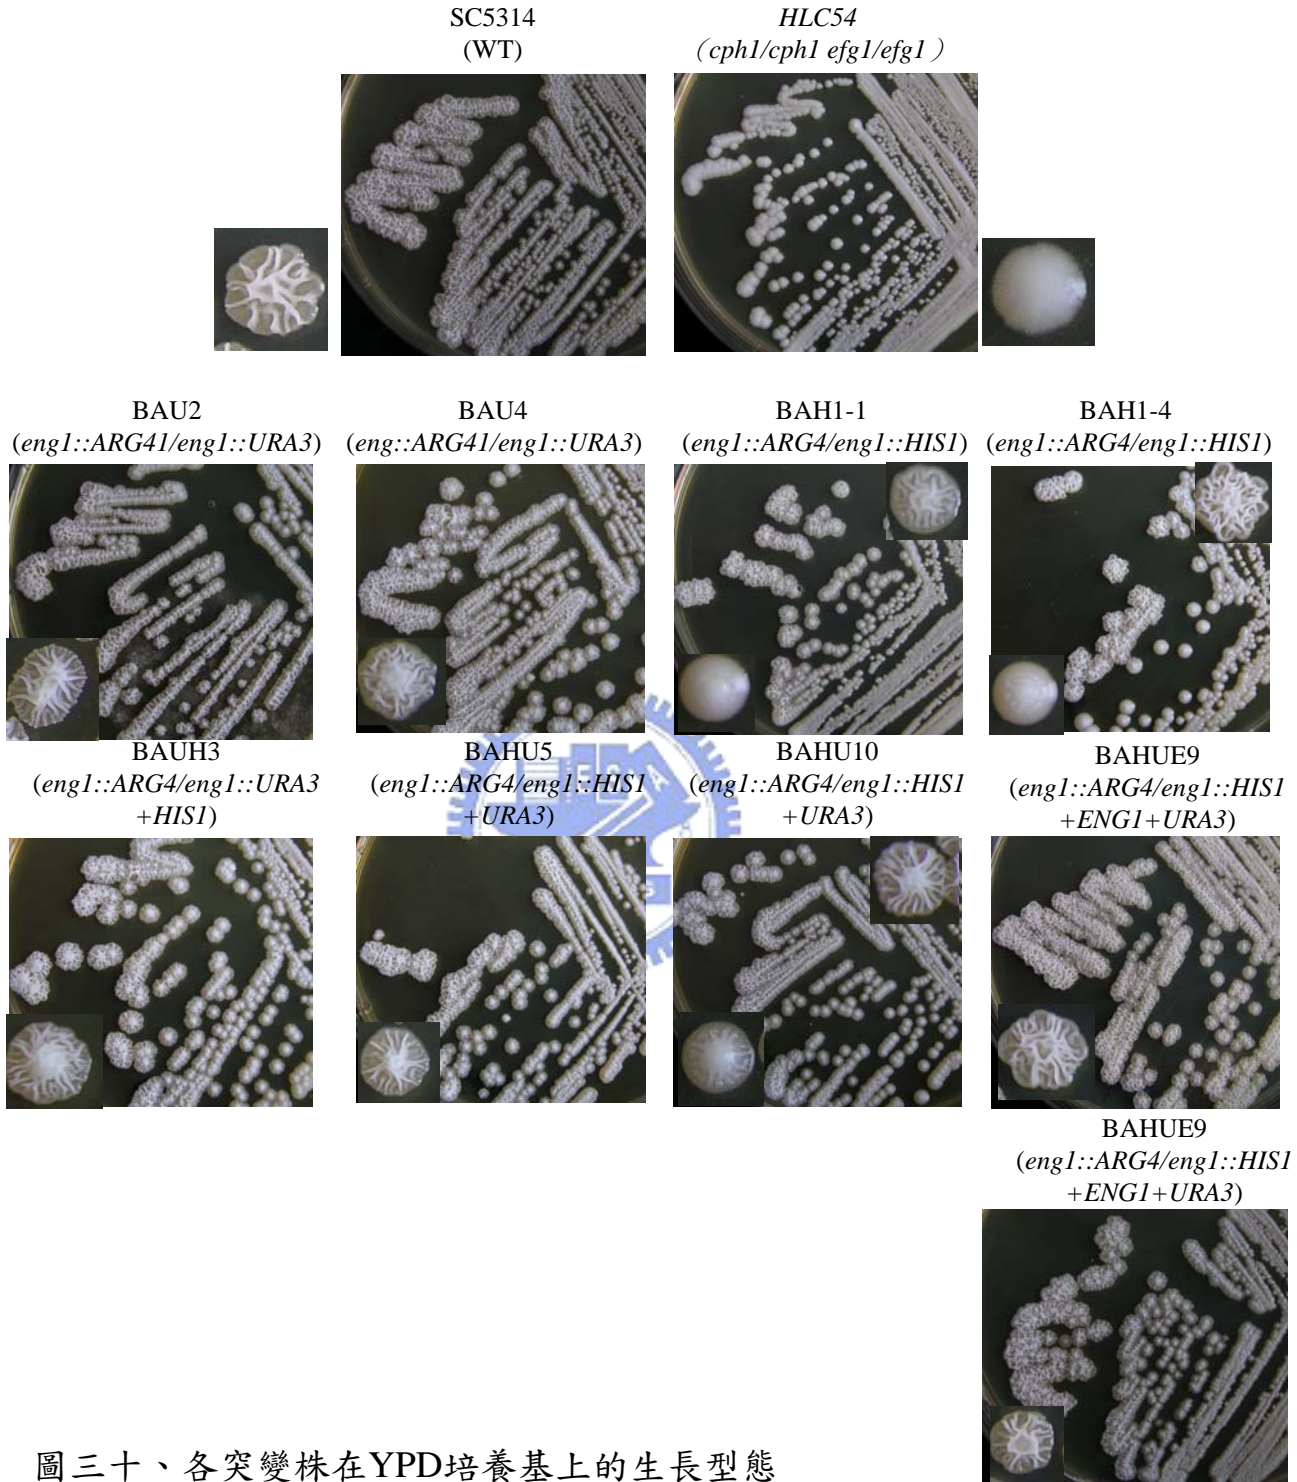 SC5314
(WT)
HLC54
（cph1/cph1 efg1/efg1）
BAU2
(eng1::ARG41/eng1::URA3)
BAU4
(eng::ARG41/eng1::URA3)
BAH1-1
(eng1::ARG4/eng1::HIS1)
BAH1-4
(eng1::ARG4/eng1::HIS1)
BAUH3
(eng1::ARG4/eng1::URA3
+HIS1)
BAHU5
(eng1::ARG4/eng1::HIS1
+URA3)
BAHU10
(eng1::ARG4/eng1::HIS1
+URA3)
BAHUE9
(eng1::ARG4/eng1::HIS1
+ENG1+URA3)
BAHUE9
(eng1::ARG4/eng1::HIS1
+ENG1+URA3)
圖三十、各突變株在YPD培養基上的生長型態